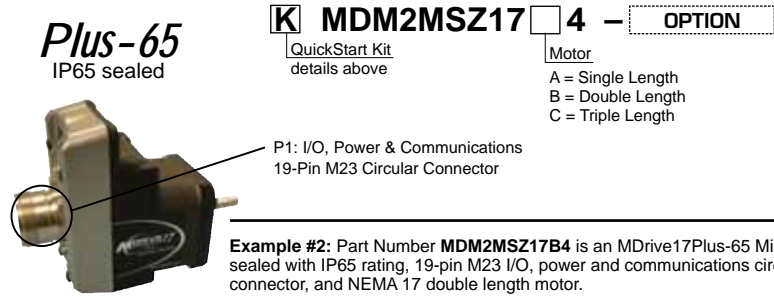 Plus-65
IP65 sealed
K MDM2MSZ17 4 – OPTION
QuickStart Kit
details above
Motor
A = Single Length
B = Double Length
C = Triple Length
P1: I/O, Power & Communications
19-Pin M23 Circular Connector
Example #2: Part Number MDM2MSZ17B4 is an MDrive17Plus-65 Mi
sealed with IP65 rating, 19-pin M23 I/O, power and communications circ
connector, and NEMA 17 double length motor.